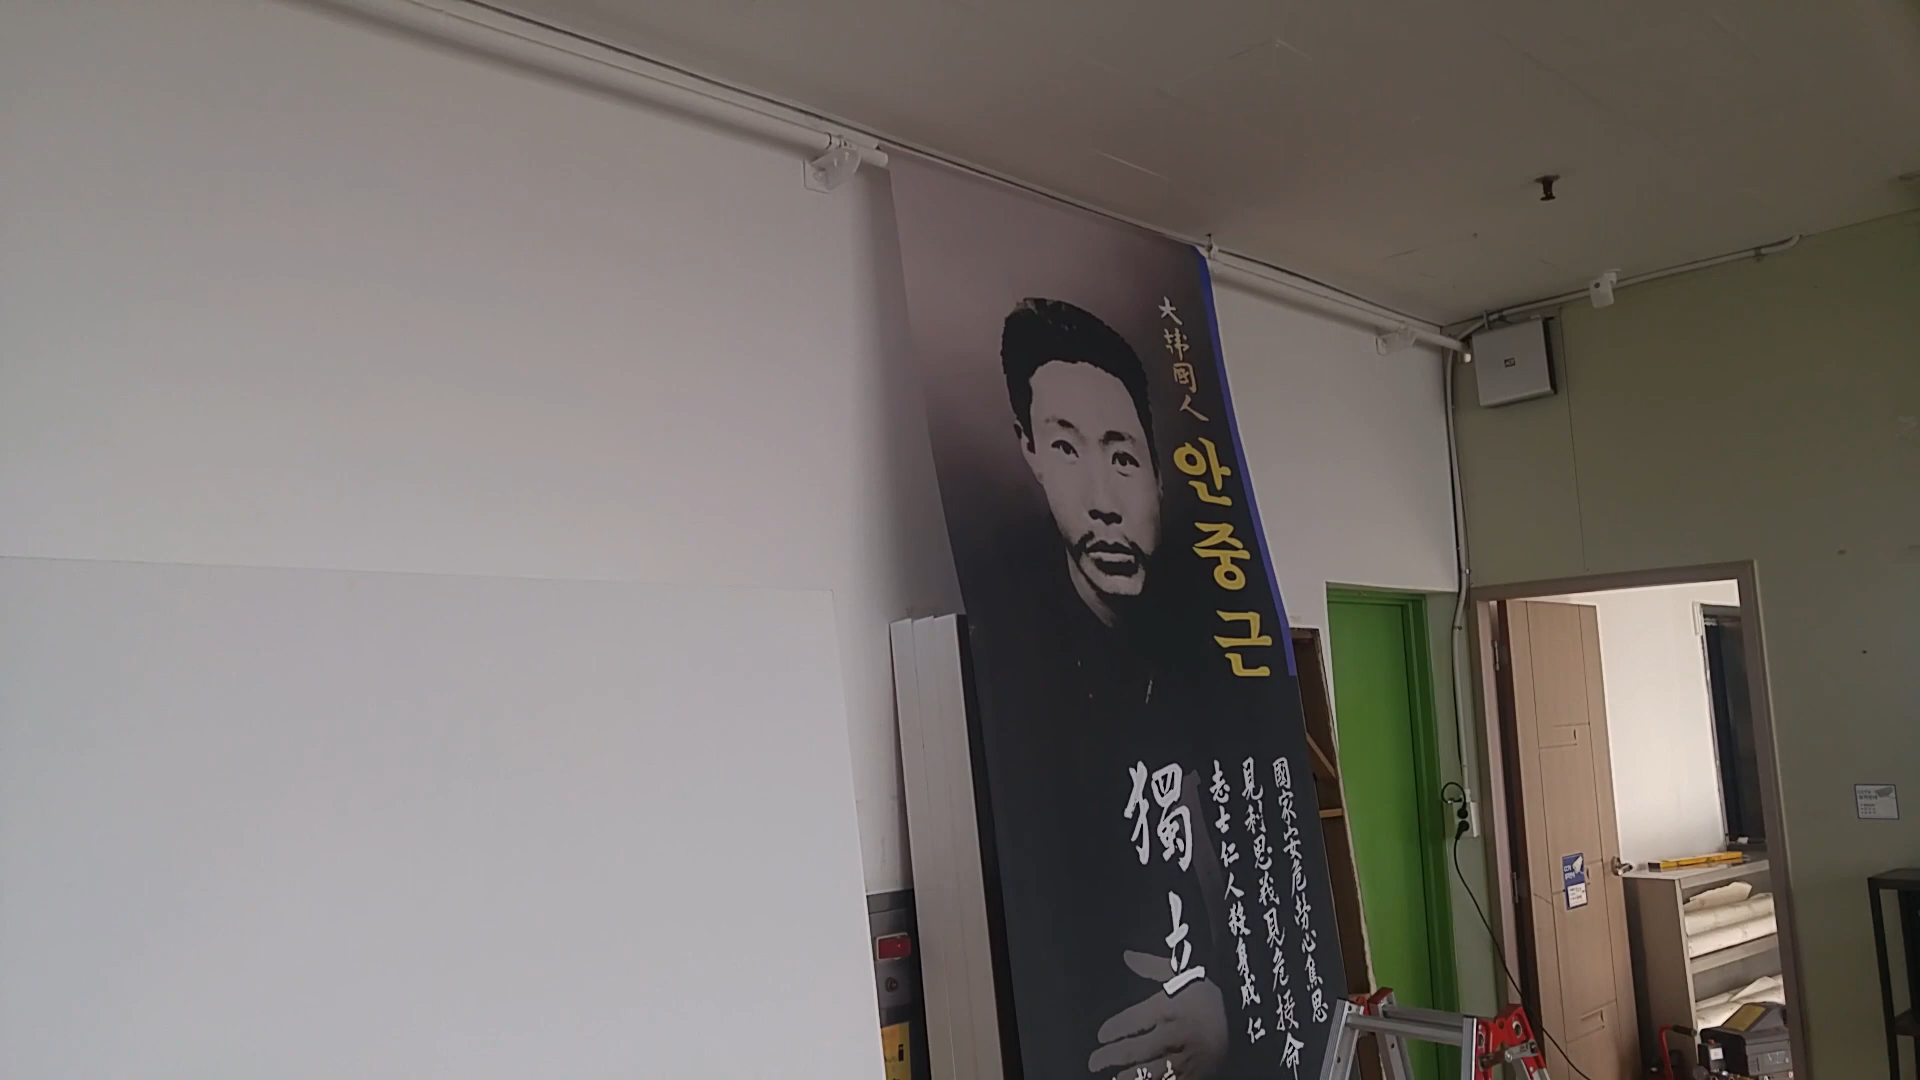 大韓國人
안중근
國家安危勞心焦思
見利思義見危授命
志士仁人殺身成仁
獨立